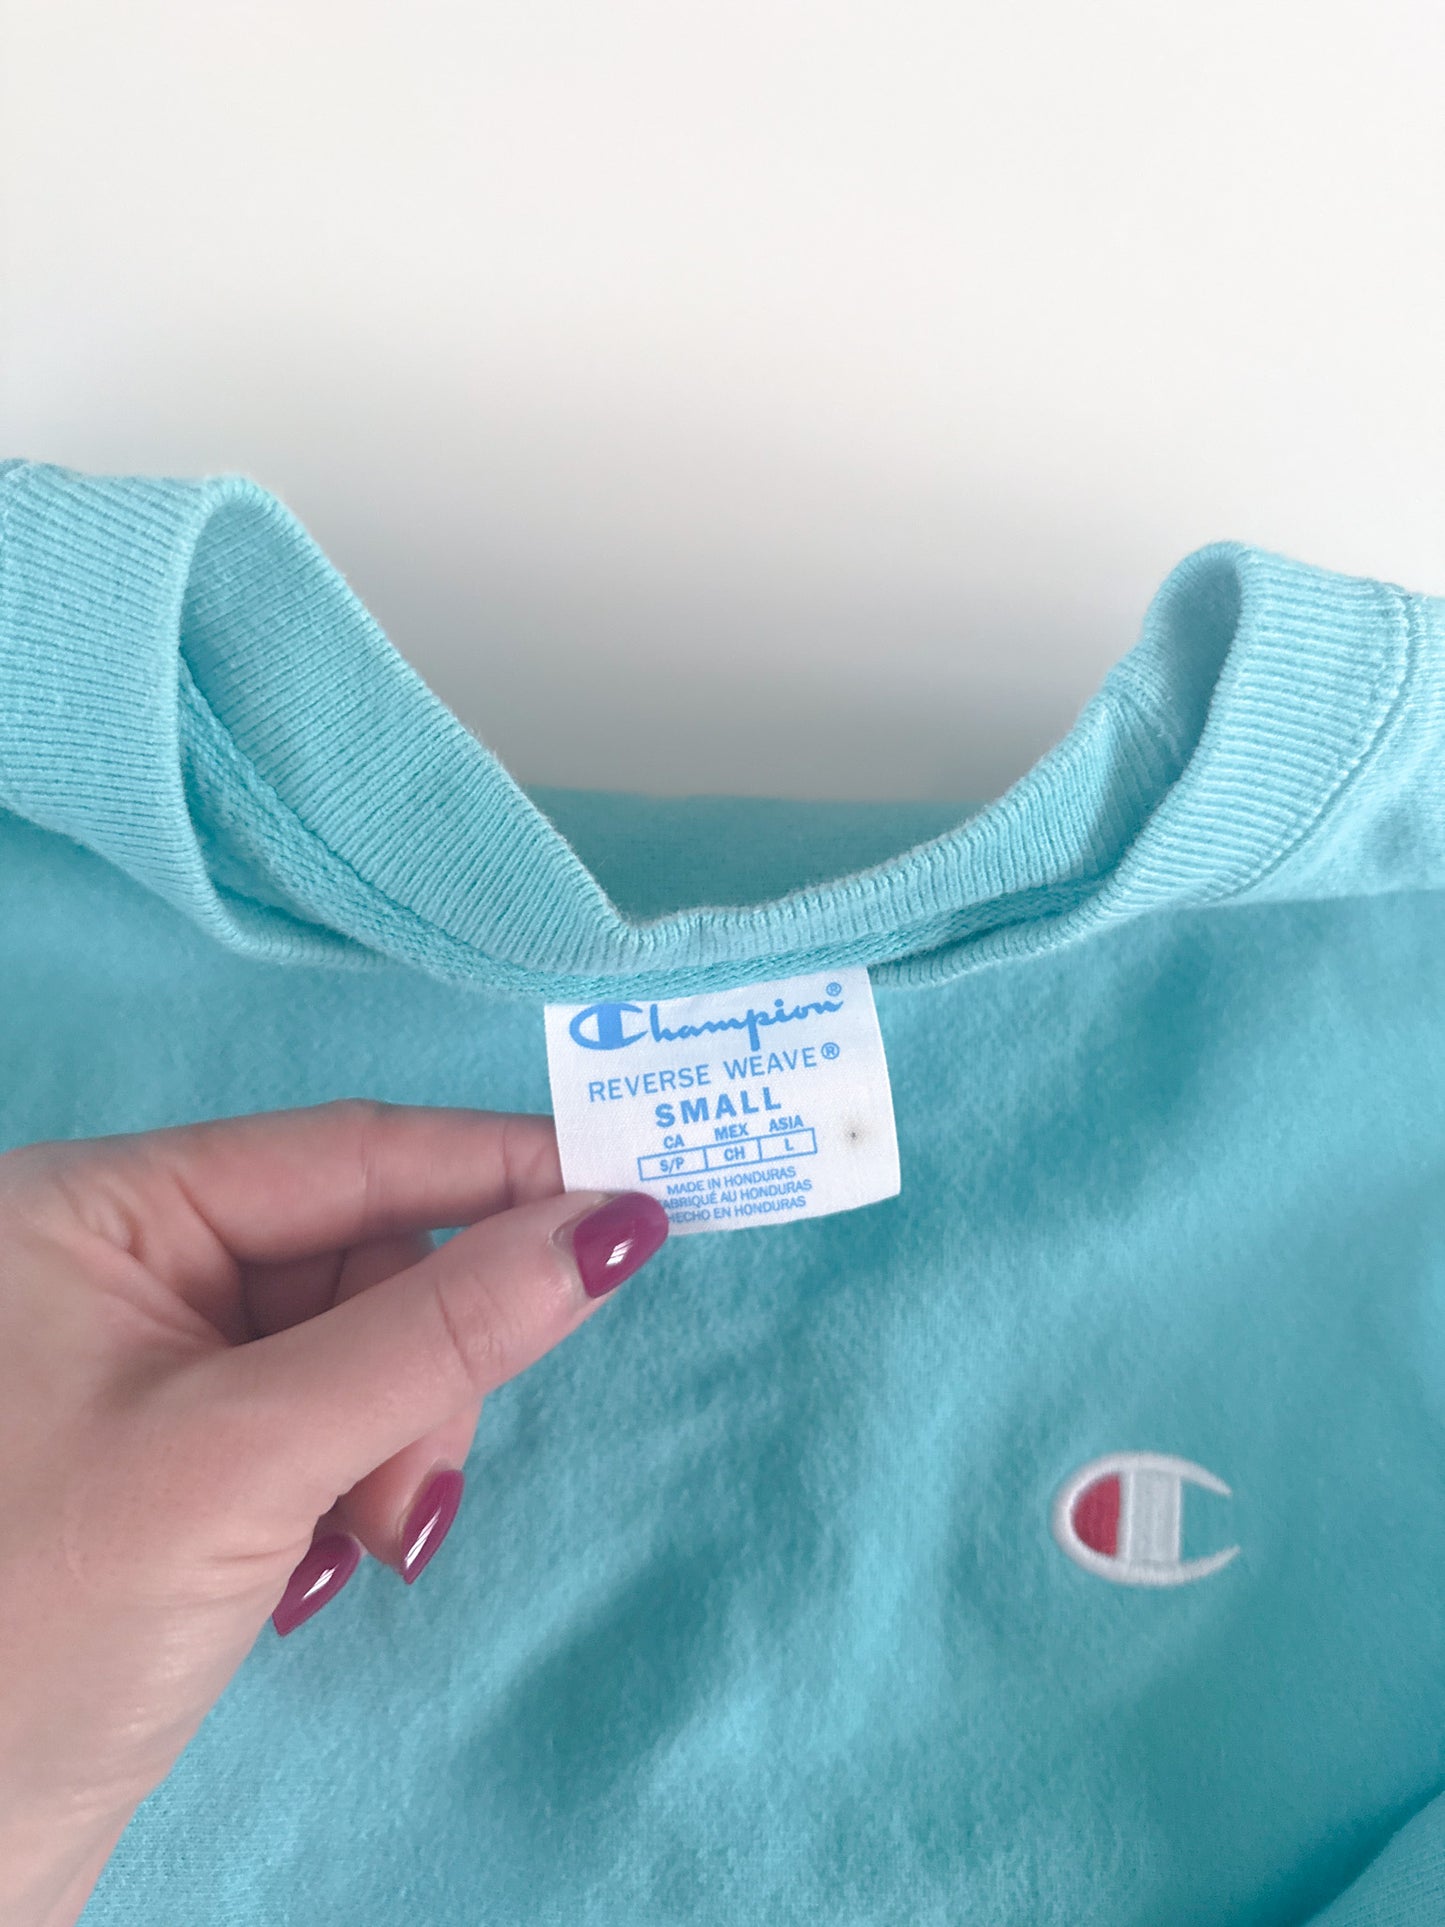 Champion®
REVERSE WEAVE®
SMALL
CA MEX ASIA
S/P CH L
MADE IN HONDURAS
FABRIQUÉ AU HONDURAS
HECHO EN HONDURAS
C